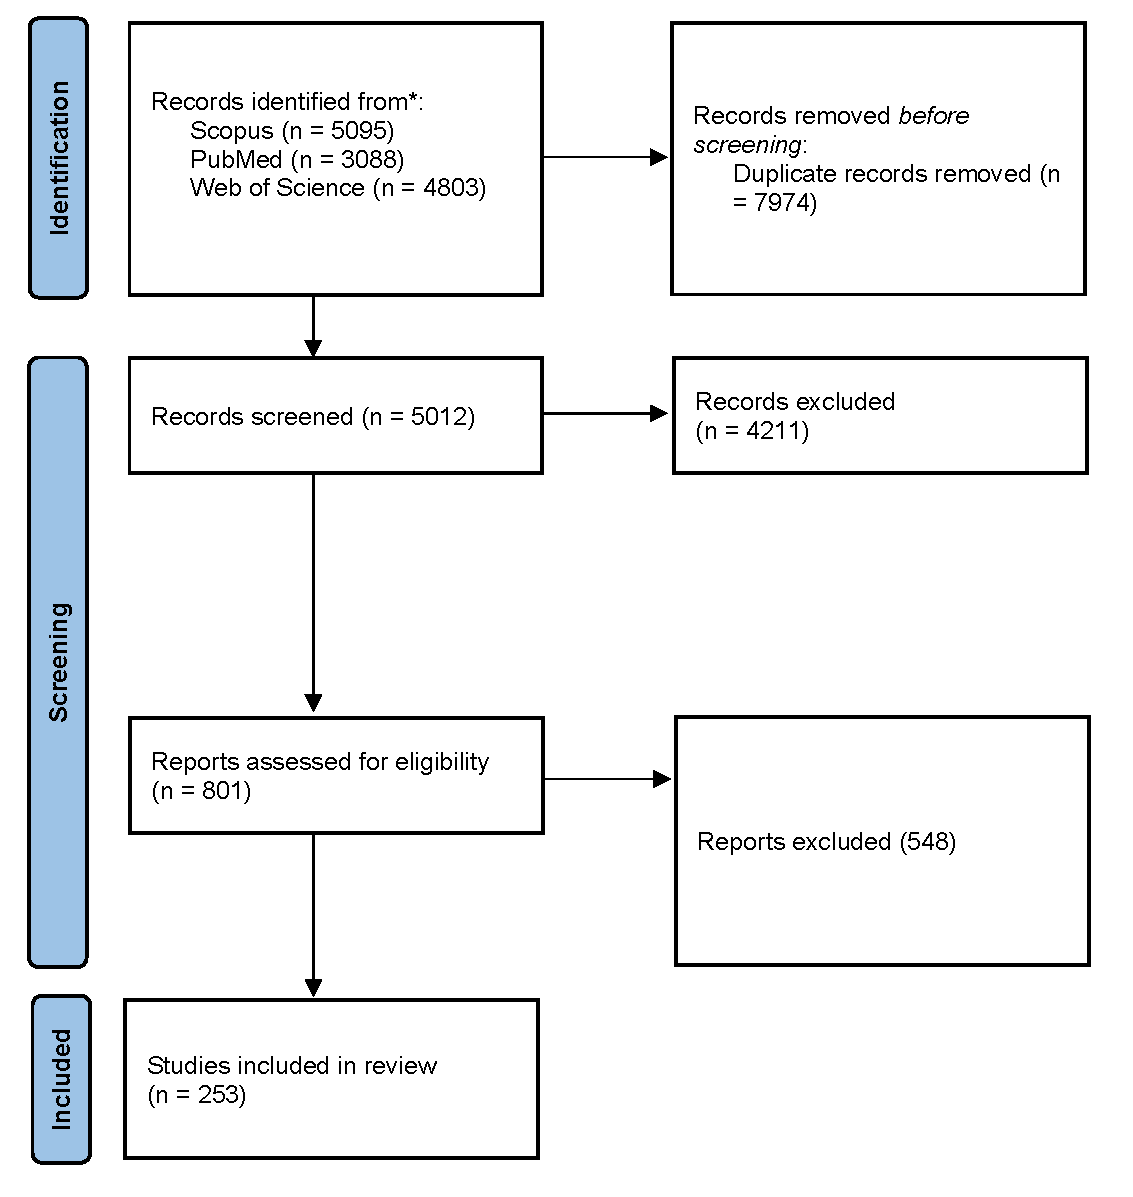 Identification
Records identified from*:
Scopus (n = 5095)
PubMed (n = 3088)
Web of Science (n = 4803)
Records removed before
screening:
Duplicate records removed (n
= 7974)
Screening
Records screened (n = 5012)
Records excluded
(n = 4211)
Reports assessed for eligibility
(n = 801)
Reports excluded (548)
Included
Studies included in review
(n = 253)